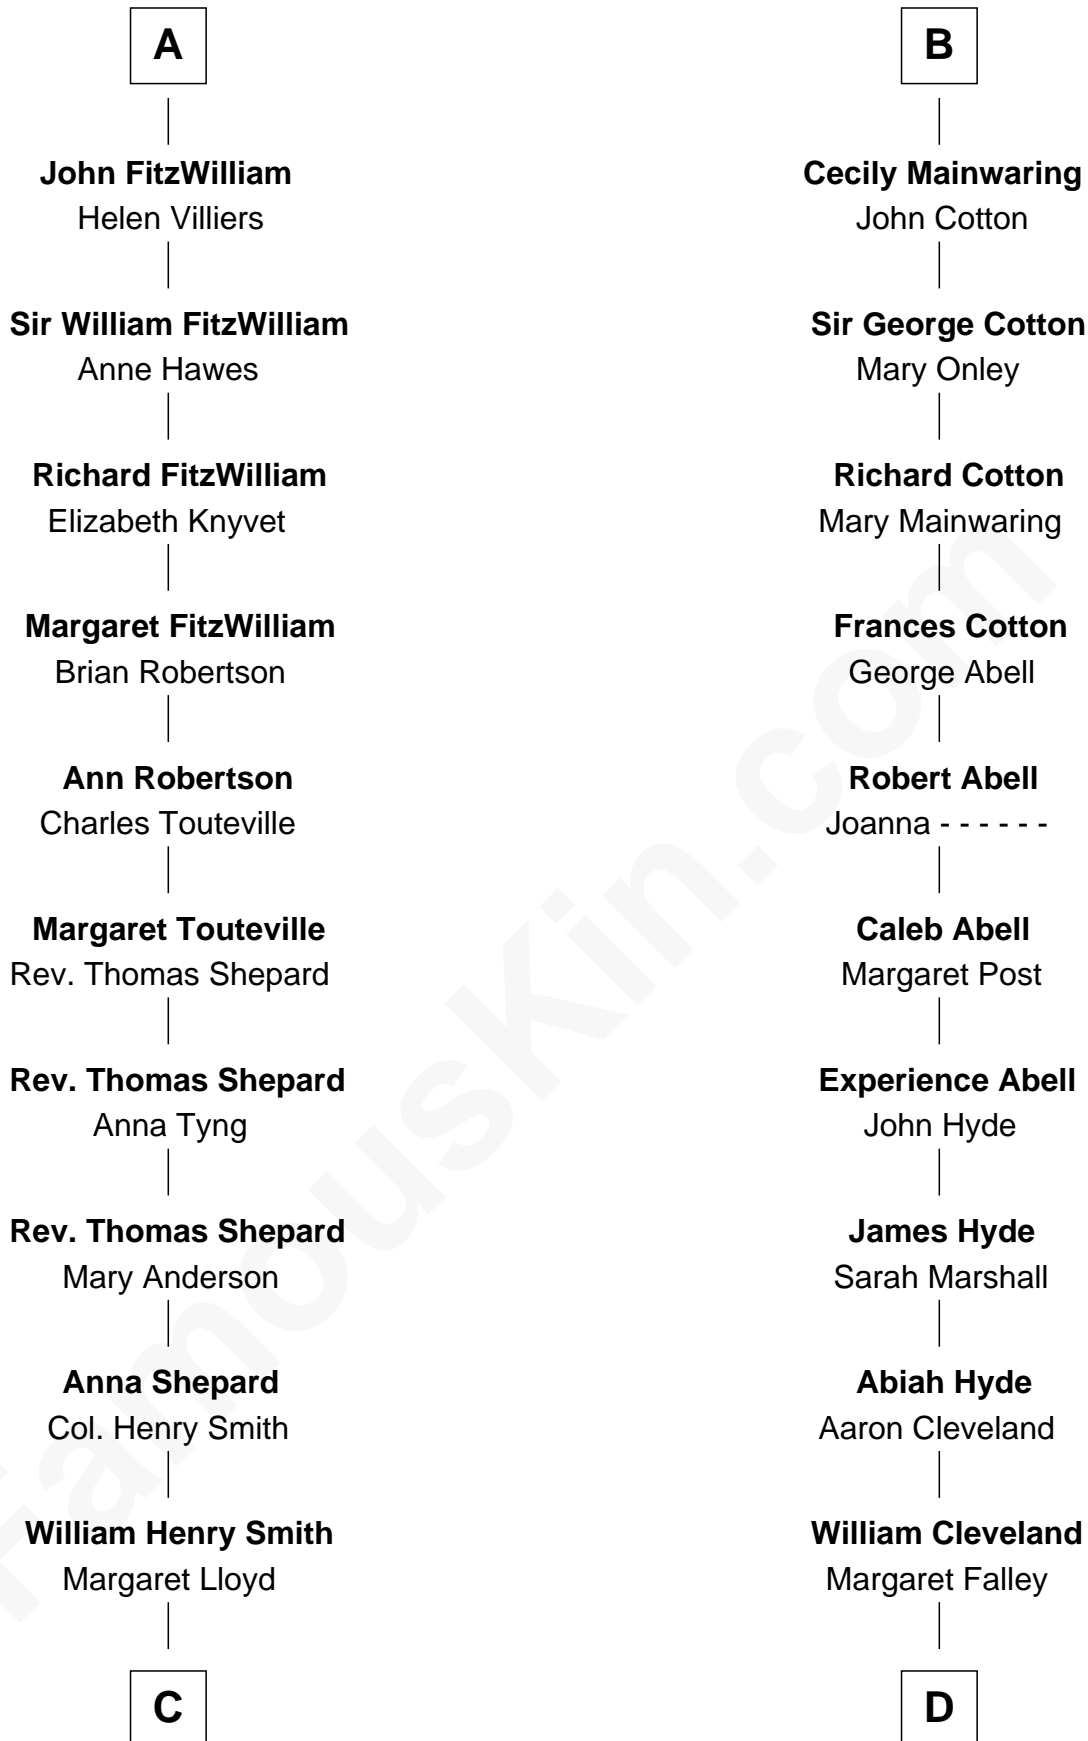 A
John FitzWilliam
Helen Villiers
Sir William FitzWilliam
Anne Hawes
Richard FitzWilliam
Elizabeth Knyvet
Margaret FitzWilliam
Brian Robertson
Ann Robertson
Charles Touteville
Margaret Touteville
Rev. Thomas Shepard
Rev. Thomas Shepard
Anna Tyng
Rev. Thomas Shepard
Mary Anderson
Anna Shepard
Col. Henry Smith
William Henry Smith
Margaret Lloyd
C
B
Cecily Mainwaring
John Cotton
Sir George Cotton
Mary Onley
Richard Cotton
Mary Mainwaring
Frances Cotton
George Abell
Robert Abell
Joanna - - - - - -
Caleb Abell
Margaret Post
Experience Abell
John Hyde
James Hyde
Sarah Marshall
Abiah Hyde
Aaron Cleveland
William Cleveland
Margaret Falley
D
FamousKin.com